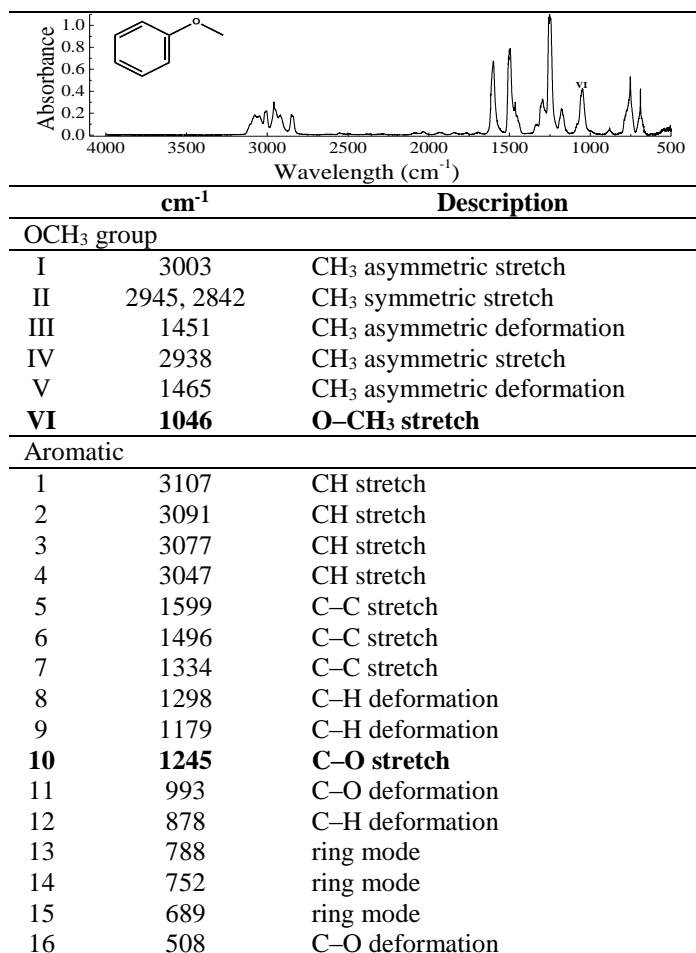 Absorbance
1.0
0.8
0.6
0.4
0.2
0.0
O
VI
4000 3500 3000 2500 2000 1500 1000 500
Wavelength (cm⁻¹)
cm⁻¹ Description
OCH₃ group
I 3003 CH₃ asymmetric stretch
II 2945, 2842 CH₃ symmetric stretch
III 1451 CH₃ asymmetric deformation
IV 2938 CH₃ asymmetric stretch
V 1465 CH₃ asymmetric deformation
VI 1046 O–CH₃ stretch
Aromatic
1 3107 CH stretch
2 3091 CH stretch
3 3077 CH stretch
4 3047 CH stretch
5 1599 C–C stretch
6 1496 C–C stretch
7 1334 C–C stretch
8 1298 C–H deformation
9 1179 C–H deformation
10 1245 C–O stretch
11 993 C–O deformation
12 878 C–H deformation
13 788 ring mode
14 752 ring mode
15 689 ring mode
16 508 C–O deformation